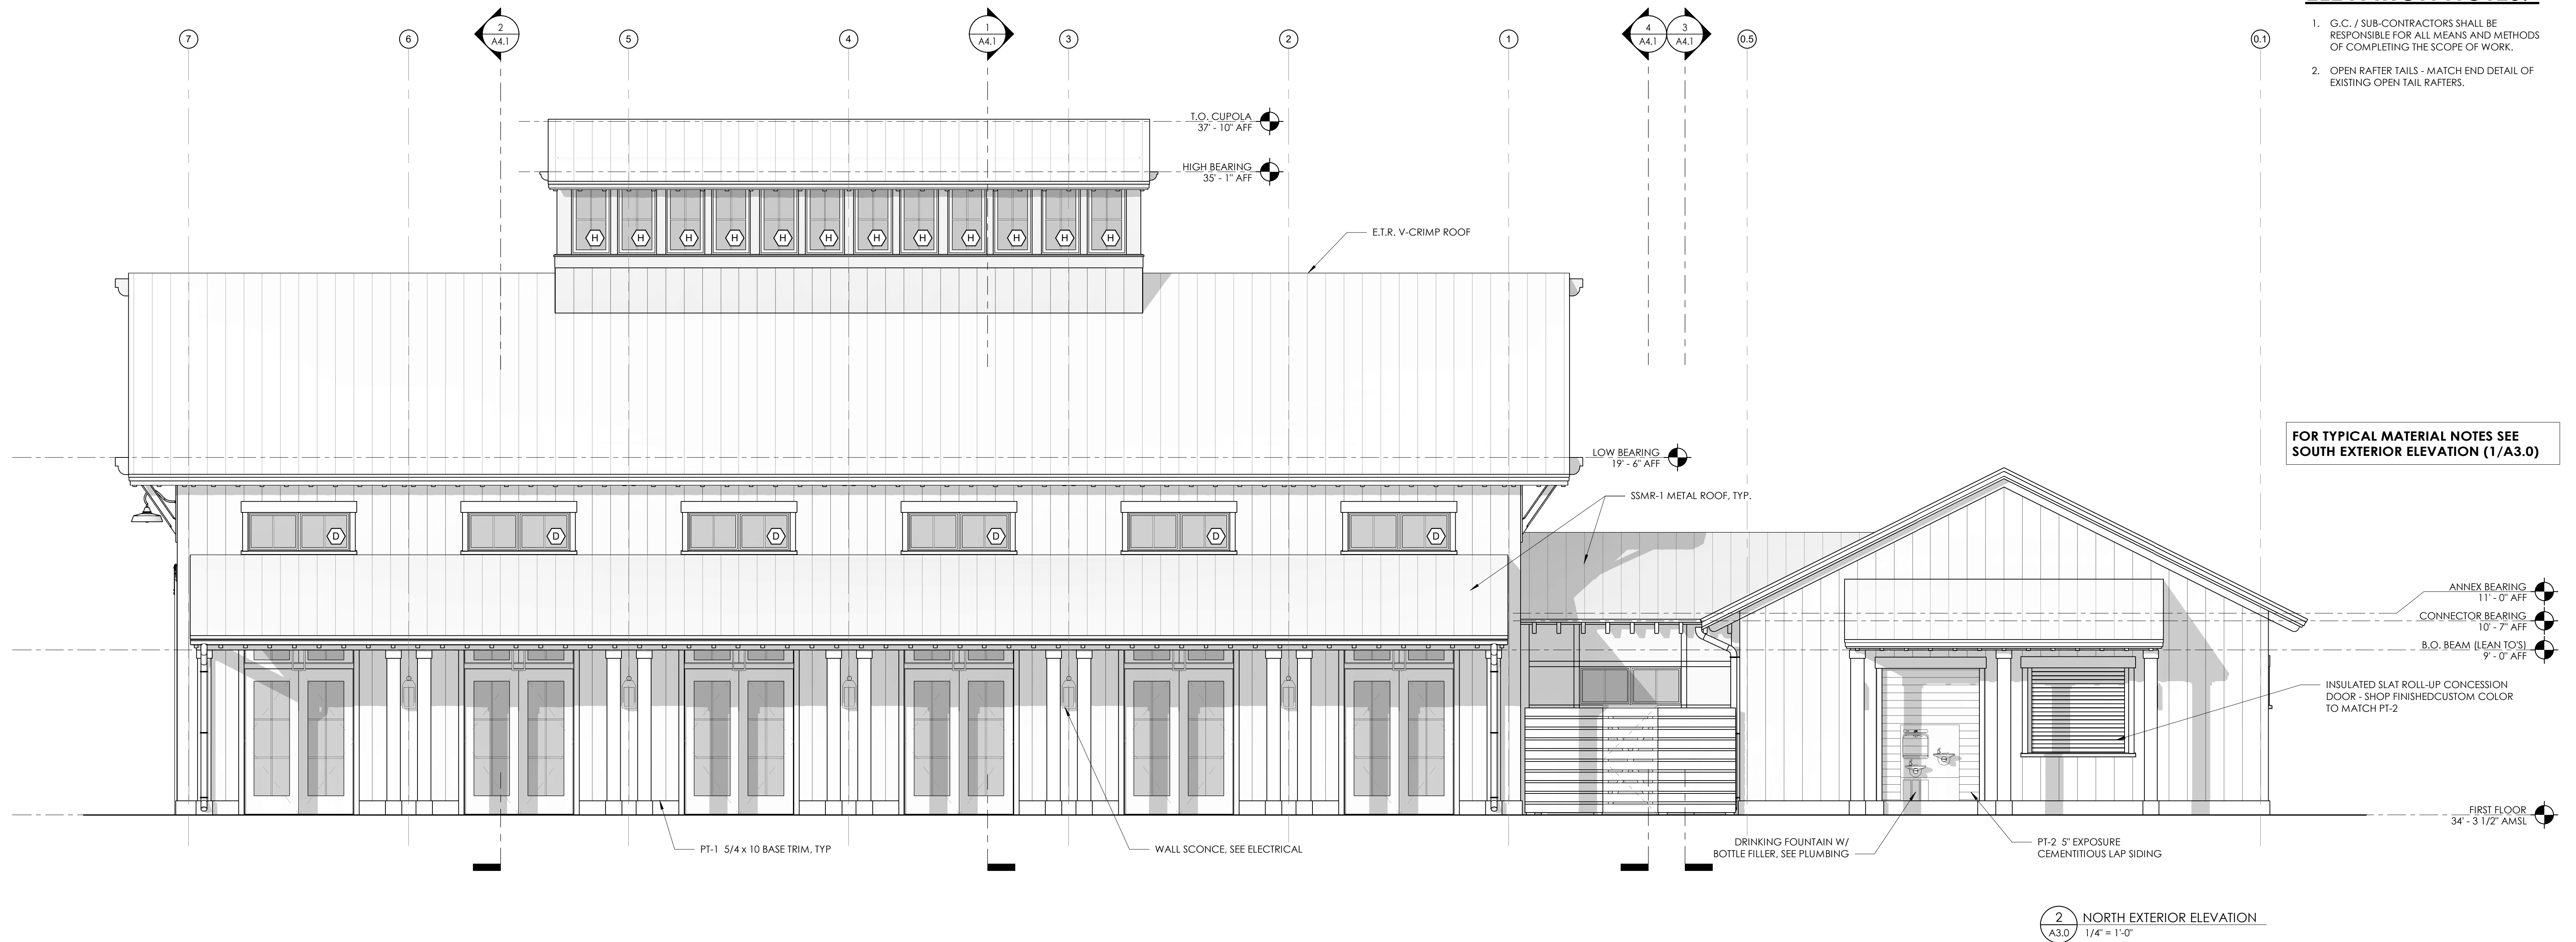 ELEVATION NOTES:
1. G.C. / SUB-CONTRACTORS SHALL BE
RESPONSIBLE FOR ALL MEANS AND METHODS
OF COMPLETING THE SCOPE OF WORK.
2. OPEN RAFTER TAILS - MATCH END DETAIL OF
EXISTING OPEN TAIL RAFTERS.
7
6
2
A4.1
5
4
1
A4.1
3
2
1
4
A4.1
3
A4.1
0.5
0.1
T.O. CUPOLA
37' - 10" AFF
HIGH BEARING
35' - 1" AFF
H H H H H H H H H H H H
E.T.R. V-CRIMP ROOF
FOR TYPICAL MATERIAL NOTES SEE
SOUTH EXTERIOR ELEVATION (1/A3.0)
LOW BEARING
19' - 6" AFF
SSMR-1 METAL ROOF, TYP.
D D D D D D
ANNEX BEARING
11' - 0" AFF
CONNECTOR BEARING
10' - 7" AFF
B.O. BEAM (LEAN TO'S)
9' - 0" AFF
INSULATED SLAT ROLL-UP CONCESSION
DOOR - SHOP FINISHEDCUSTOM COLOR
TO MATCH PT-2
FIRST FLOOR
34' - 3 1/2" AMSL
PT-1 5/4 x 10 BASE TRIM, TYP
WALL SCONCE, SEE ELECTRICAL
DRINKING FOUNTAIN W/
BOTTLE FILLER, SEE PLUMBING
PT-2 5" EXPOSURE
CEMENTITIOUS LAP SIDING
2
A3.0
NORTH EXTERIOR ELEVATION
1/4" = 1'-0"